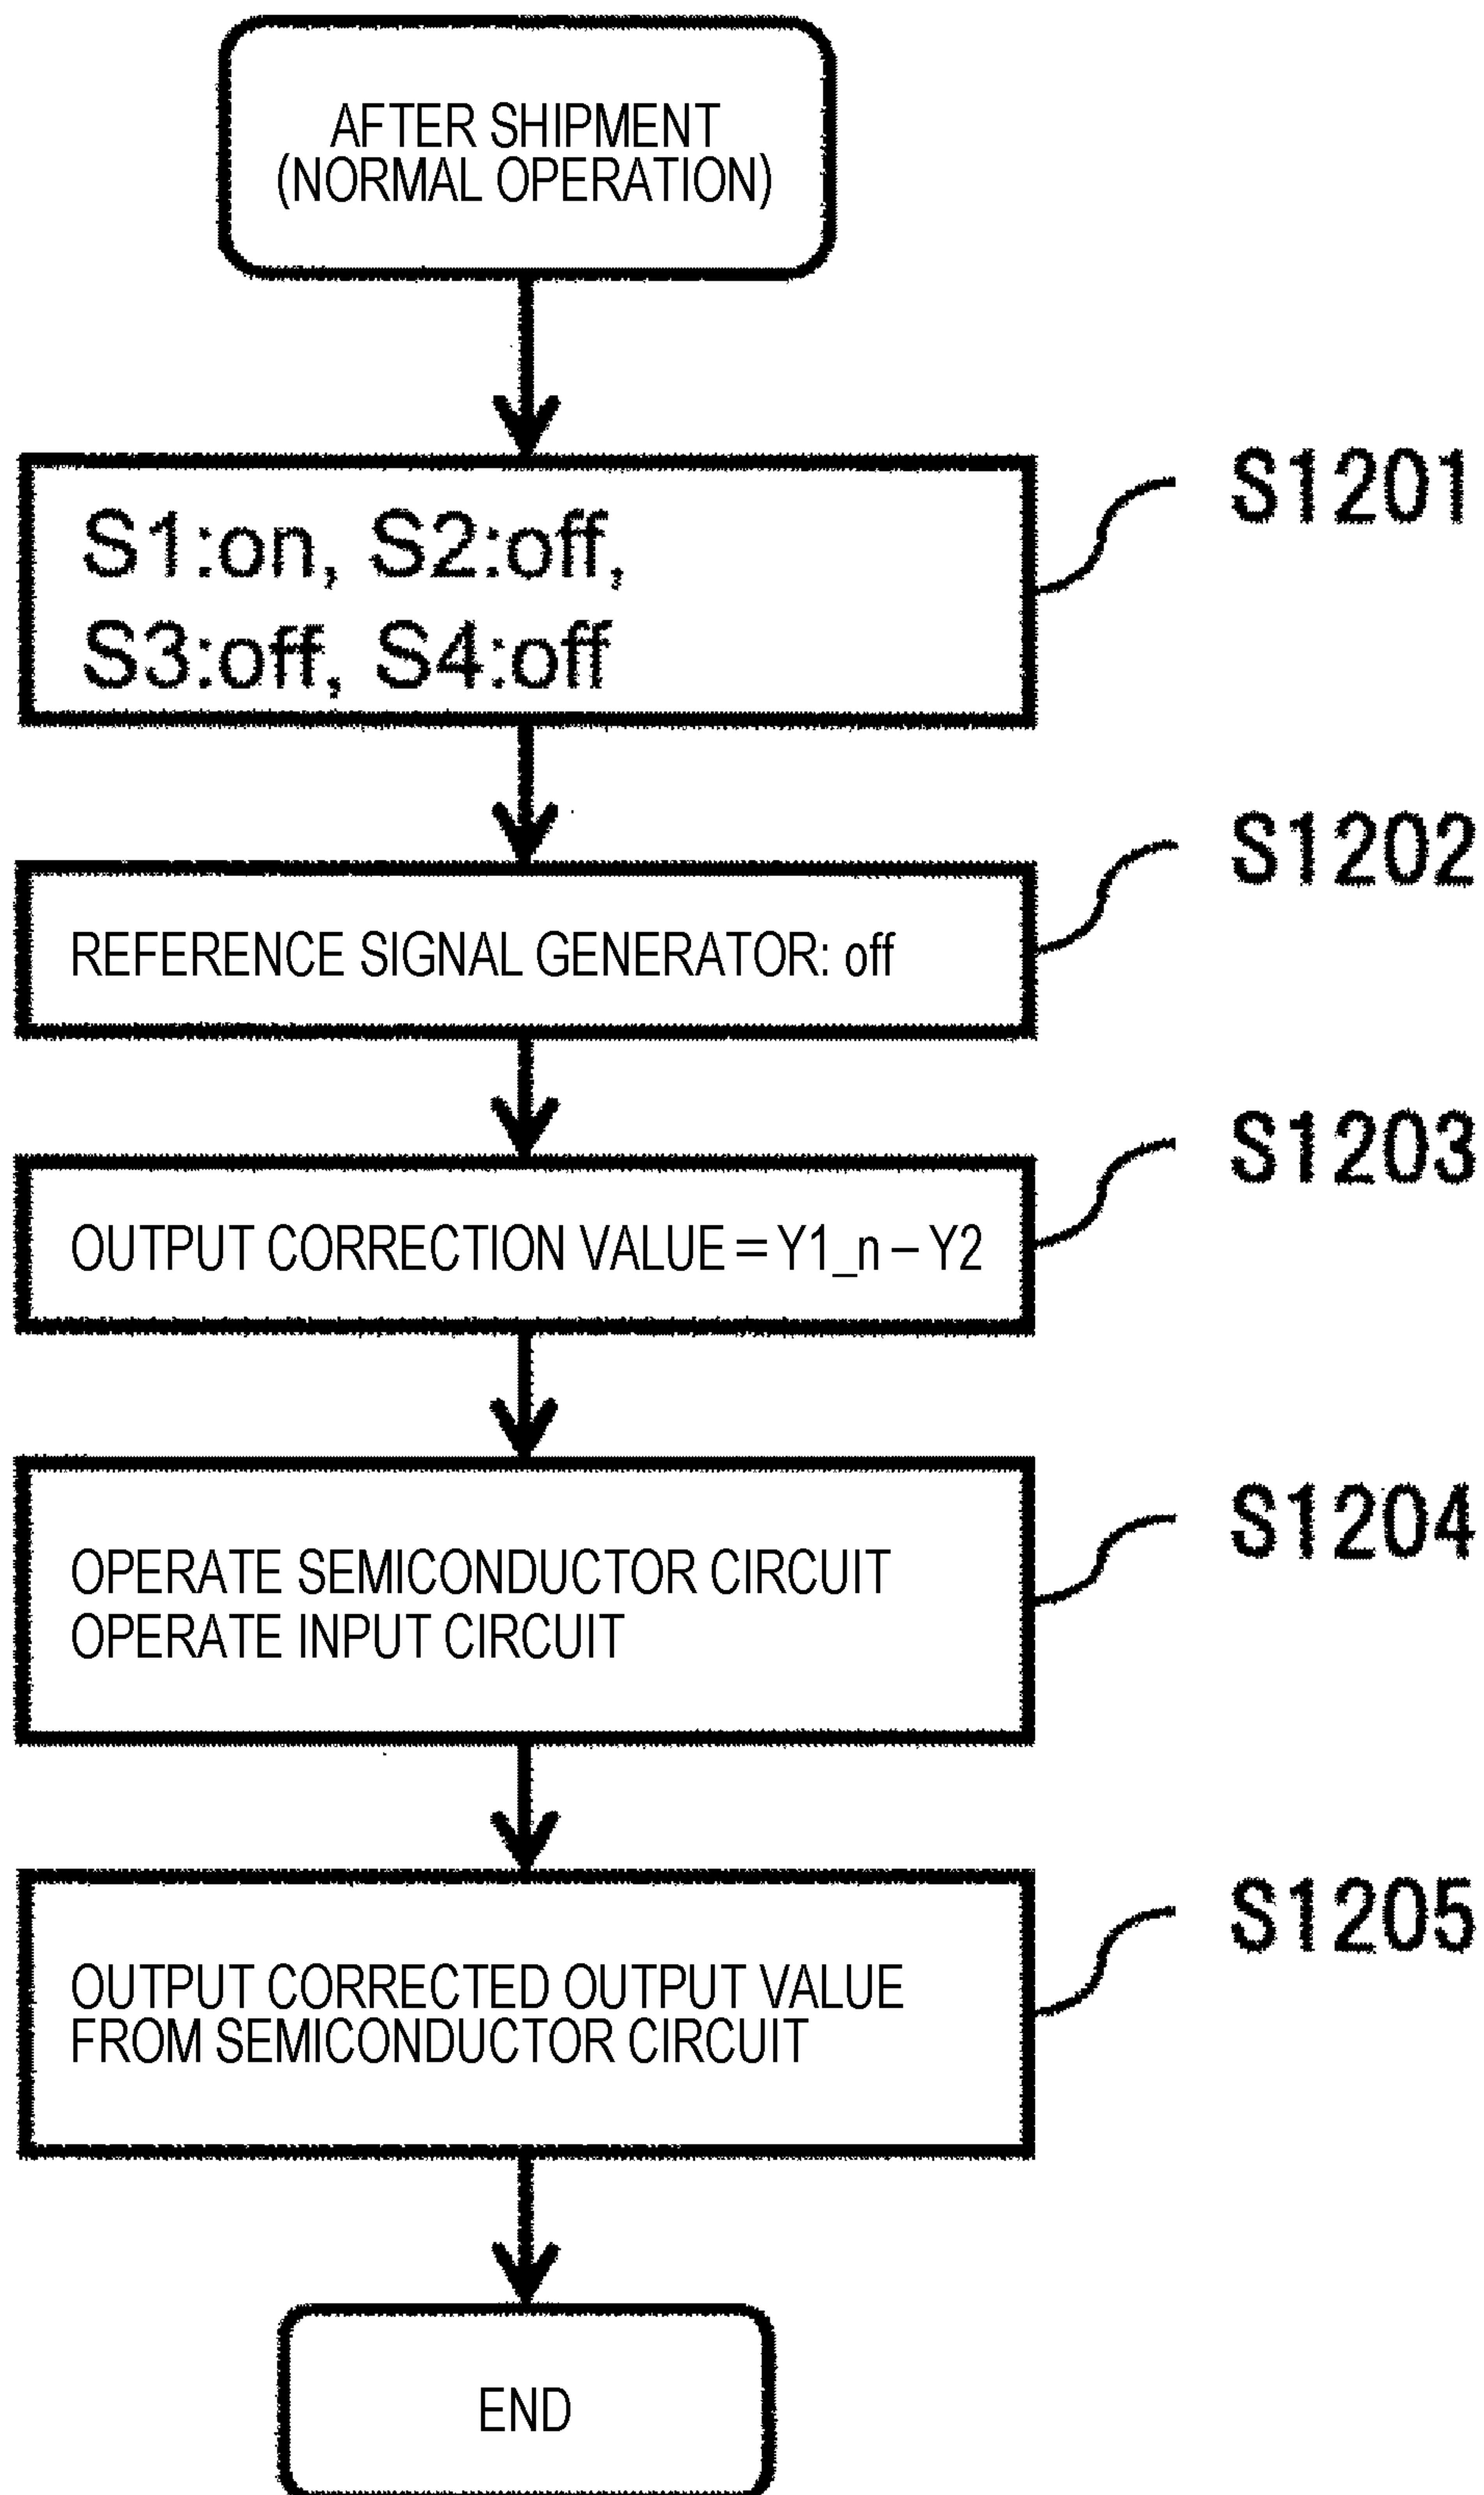 AFTER SHIPMENT
(NORMAL OPERATION)
S1:on, S2:off,
S3:off, S4:off
S1201
REFERENCE SIGNAL GENERATOR: off
S1202
OUTPUT CORRECTION VALUE = Y1_n – Y2
S1203
OPERATE SEMICONDUCTOR CIRCUIT
OPERATE INPUT CIRCUIT
S1204
OUTPUT CORRECTED OUTPUT VALUE
FROM SEMICONDUCTOR CIRCUIT
S1205
END